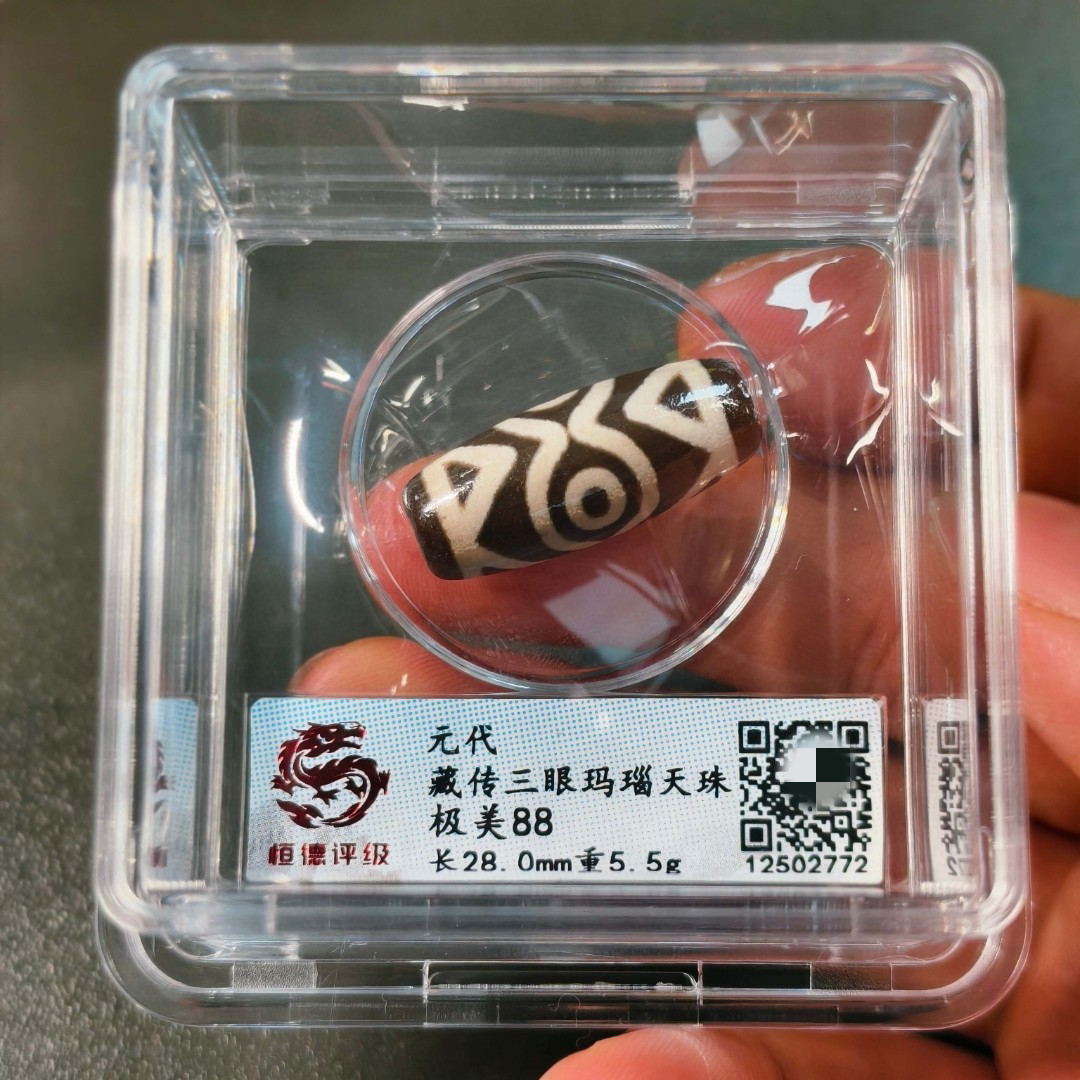 元代
藏传三眼玛瑙天珠
极美88
恒德评级
长28.0mm重5.5g
12502772